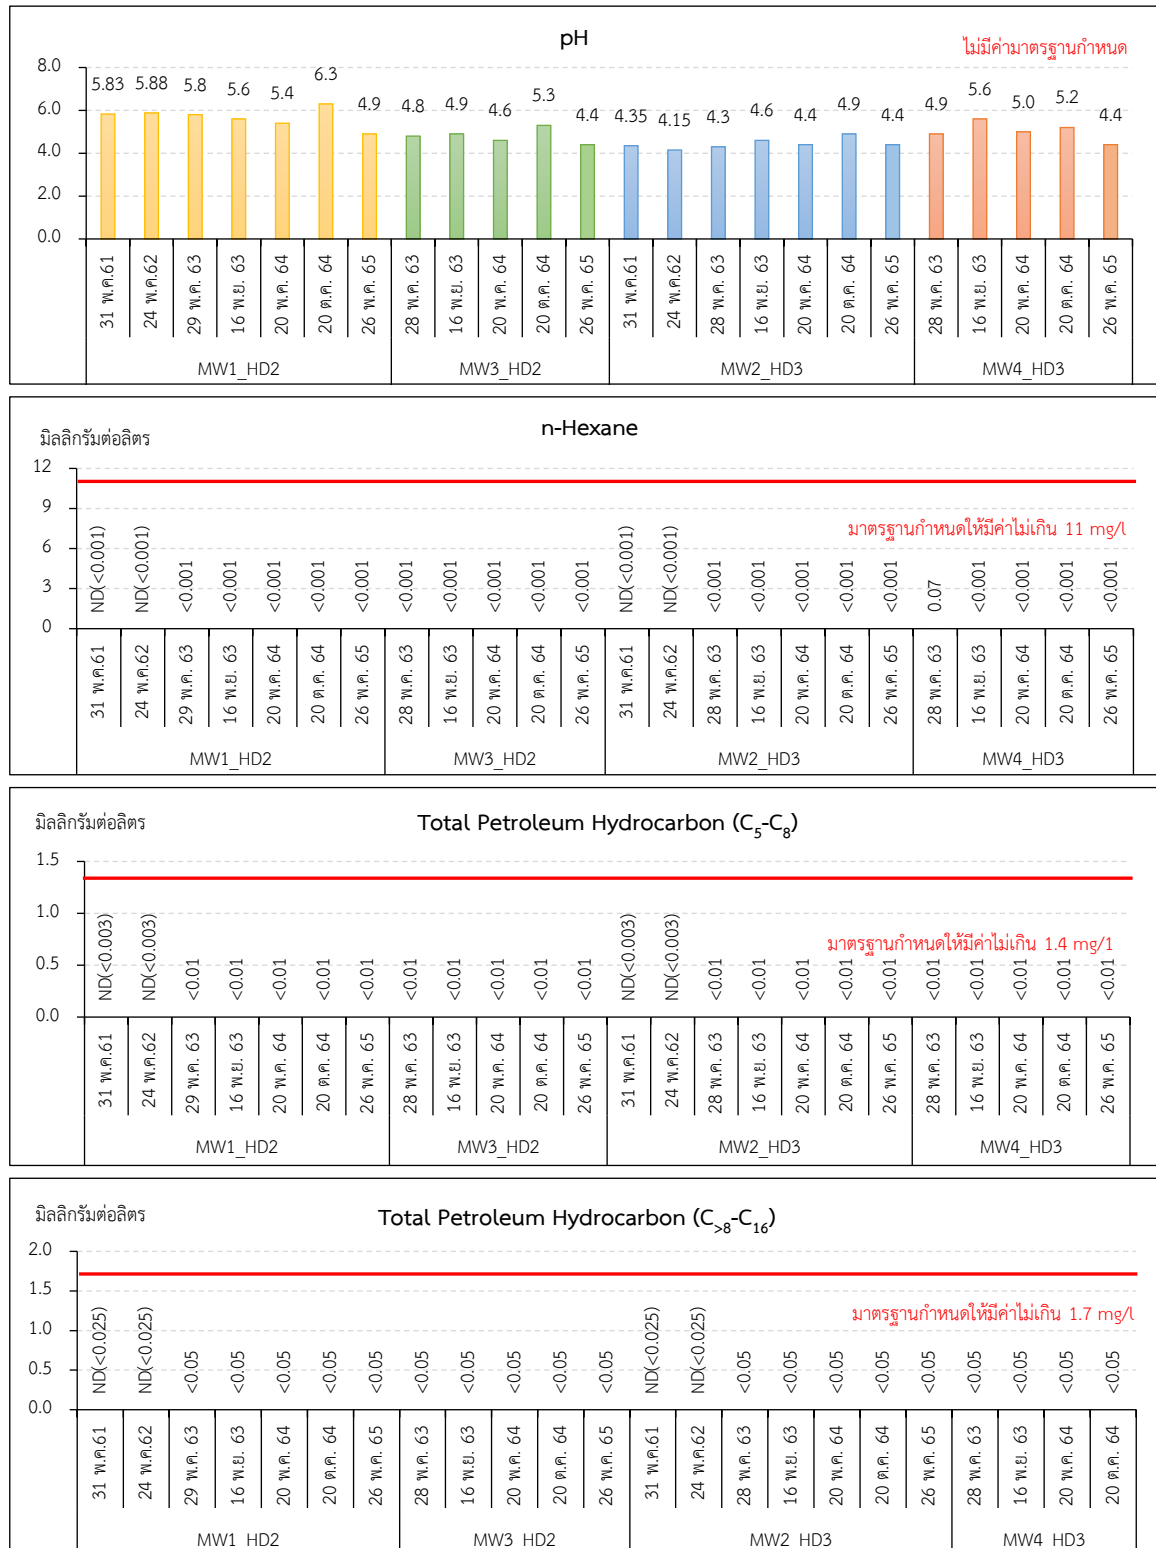 pH
ไม่มีค่ามาตรฐานกำหนด
8.0
6.0
4.0
2.0
0.0
5.83 5.88 5.8 5.6 5.4 6.3 4.9 4.8 4.9 4.6 5.3 4.4 4.35 4.15 4.3 4.6 4.4 4.9 4.4 4.9 5.6 5.0 5.2 4.4
31 พ.ค.61 24 พ.ค.62 29 พ.ค. 63 16 พ.ย. 63 20 พ.ค. 64 20 ต.ค. 64 26 พ.ค. 65 28 พ.ค. 63 16 พ.ย. 63 20 พ.ค. 64 20 ต.ค. 64 26 พ.ค. 65 31 พ.ค.61 24 พ.ค.62 28 พ.ค. 63 16 พ.ย. 63 20 พ.ค. 64 20 ต.ค. 64 26 พ.ค. 65 28 พ.ค. 63 16 พ.ย. 63 20 พ.ค. 64 20 ต.ค. 64 26 พ.ค. 65
MW1_HD2 MW3_HD2 MW2_HD3 MW4_HD3
n-Hexane
มิลลิกรัมต่อลิตร
12
9
6
3
0
มาตรฐานกำหนดให้มีค่าไม่เกิน 11 mg/l
ND(<0.001) ND(<0.001) <0.001 <0.001 <0.001 <0.001 <0.001 <0.001 <0.001 <0.001 <0.001 <0.001 ND(<0.001) ND(<0.001) <0.001 <0.001 <0.001 <0.001 <0.001 0.07 <0.001 <0.001 <0.001 <0.001
31 พ.ค.61 24 พ.ค.62 29 พ.ค. 63 16 พ.ย. 63 20 พ.ค. 64 20 ต.ค. 64 26 พ.ค. 65 28 พ.ค. 63 16 พ.ย. 63 20 พ.ค. 64 20 ต.ค. 64 26 พ.ค. 65 31 พ.ค.61 24 พ.ค.62 28 พ.ค. 63 16 พ.ย. 63 20 พ.ค. 64 20 ต.ค. 64 26 พ.ค. 65 28 พ.ค. 63 16 พ.ย. 63 20 พ.ค. 64 20 ต.ค. 64 26 พ.ค. 65
MW1_HD2 MW3_HD2 MW2_HD3 MW4_HD3
มิลลิกรัมต่อลิตร
Total Petroleum Hydrocarbon (C5-C8)
1.5
1.0
0.5
0.0
มาตรฐานกำหนดให้มีค่าไม่เกิน 1.4 mg/1
ND(<0.003) ND(<0.003) <0.01 <0.01 <0.01 <0.01 <0.01 <0.01 <0.01 <0.01 <0.01 <0.01 ND(<0.003) ND(<0.003) <0.01 <0.01 <0.01 <0.01 <0.01 <0.01 <0.01 <0.01 <0.01 <0.01
31 พ.ค.61 24 พ.ค.62 29 พ.ค. 63 16 พ.ย. 63 20 พ.ค. 64 20 ต.ค. 64 26 พ.ค. 65 28 พ.ค. 63 16 พ.ย. 63 20 พ.ค. 64 20 ต.ค. 64 26 พ.ค. 65 31 พ.ค.61 24 พ.ค.62 28 พ.ค. 63 16 พ.ย. 63 20 พ.ค. 64 20 ต.ค. 64 26 พ.ค. 65 28 พ.ค. 63 16 พ.ย. 63 20 พ.ค. 64 20 ต.ค. 64 26 พ.ค. 65
MW1_HD2 MW3_HD2 MW2_HD3 MW4_HD3
มิลลิกรัมต่อลิตร
Total Petroleum Hydrocarbon (C>8-C16)
2.0
1.5
1.0
0.5
0.0
มาตรฐานกำหนดให้มีค่าไม่เกิน 1.7 mg/l
ND(<0.025) ND(<0.025) <0.05 <0.05 <0.05 <0.05 <0.05 <0.05 <0.05 <0.05 <0.05 <0.05 ND(<0.025) ND(<0.025) <0.05 <0.05 <0.05 <0.05 <0.05 <0.05 <0.05 <0.05 <0.05
31 พ.ค.61 24 พ.ค.62 29 พ.ค. 63 16 พ.ย. 63 20 พ.ค. 64 20 ต.ค. 64 26 พ.ค. 65 28 พ.ค. 63 16 พ.ย. 63 20 พ.ค. 64 20 ต.ค. 64 26 พ.ค. 65 31 พ.ค.61 24 พ.ค.62 28 พ.ค. 63 16 พ.ย. 63 20 พ.ค. 64 20 ต.ค. 64 26 พ.ค. 65 28 พ.ค. 63 16 พ.ย. 63 20 พ.ค. 64 20 ต.ค. 64
MW1_HD2 MW3_HD2 MW2_HD3 MW4_HD3